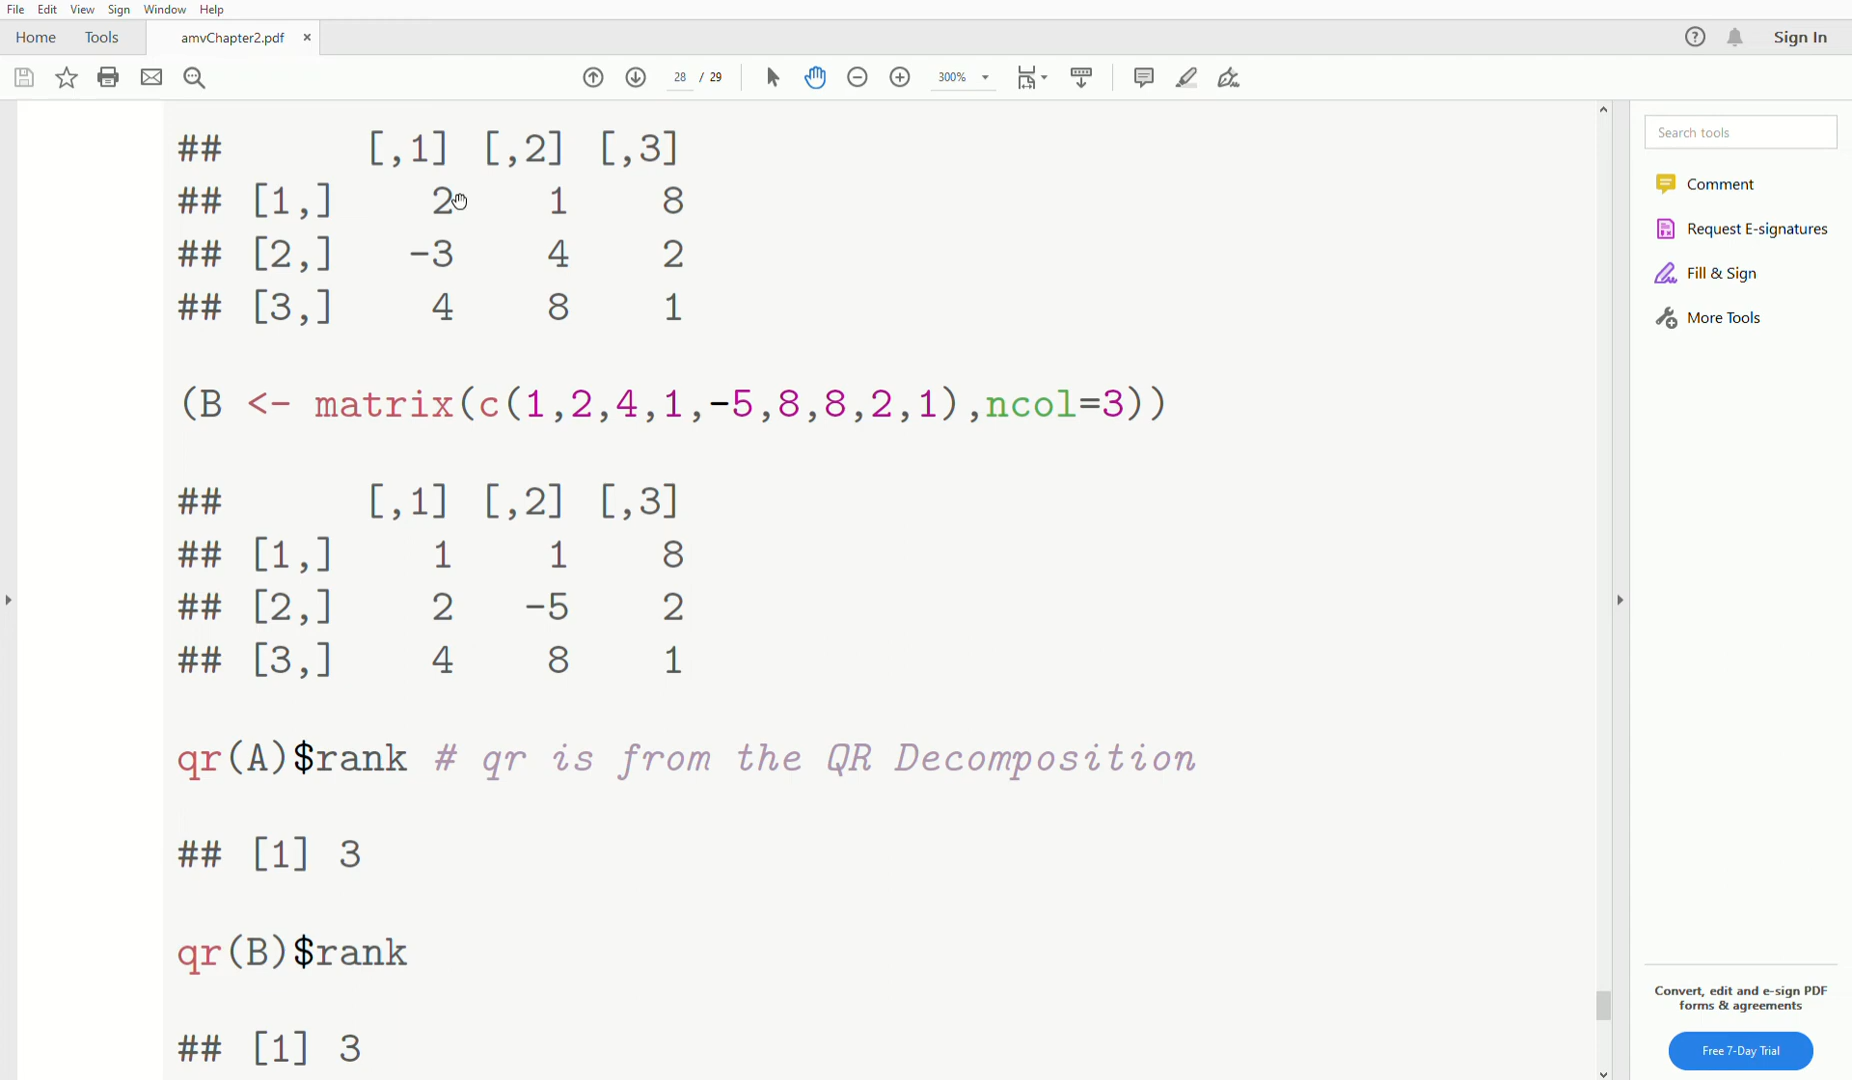 File Edit View Sign Window Help
Home Tools amvChapter2.pdf × Sign In
28 / 29 300%
## [,1] [,2] [,3]
## [1,] 2 1 8
## [2,] -3 4 2
## [3,] 4 8 1
(B <- matrix(c(1,2,4,1,-5,8,8,2,1),ncol=3))
## [,1] [,2] [,3]
## [1,] 1 1 8
## [2,] 2 -5 2
## [3,] 4 8 1
qr(A)$rank # qr is from the QR Decomposition
## [1] 3
qr(B)$rank
## [1] 3
Search tools
Comment
Request E-signatures
Fill & Sign
More Tools
Convert, edit and e-sign PDF
forms & agreements
Free 7-Day Trial